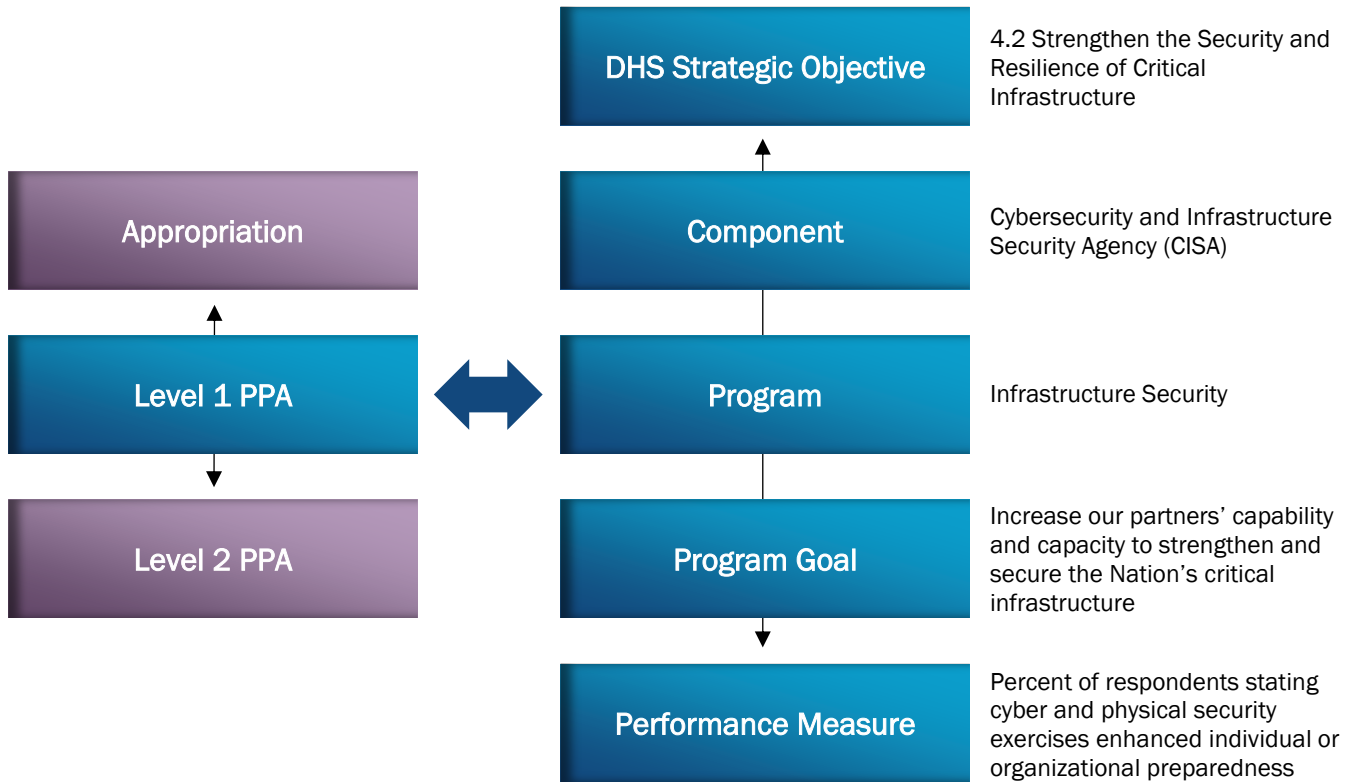 DHS Strategic Objective
4.2 Strengthen the Security and
Resilience of Critical
Infrastructure
Appropriation
Component
Cybersecurity and Infrastructure
Security Agency (CISA)
Level 1 PPA
Program
Infrastructure Security
Level 2 PPA
Program Goal
Increase our partners’ capability
and capacity to strengthen and
secure the Nation’s critical
infrastructure
Performance Measure
Percent of respondents stating
cyber and physical security
exercises enhanced individual or
organizational preparedness